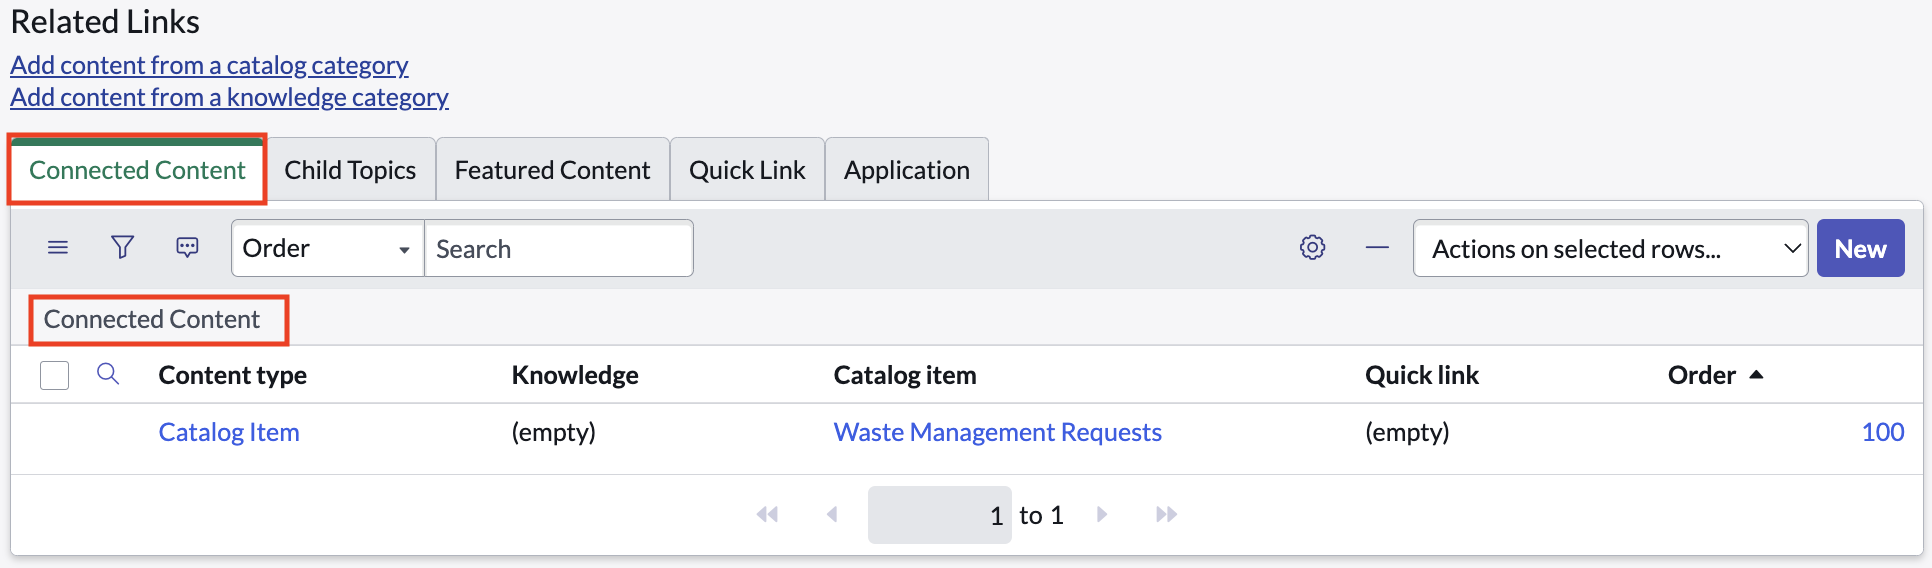 Related Links
Add content from a catalog category
Add content from a knowledge category
Connected Content Child Topics Featured Content Quick Link Application
Order Search Actions on selected rows... New
Connected Content
Content type Knowledge Catalog item Quick link Order
Catalog Item (empty) Waste Management Requests (empty) 100
1 to 1